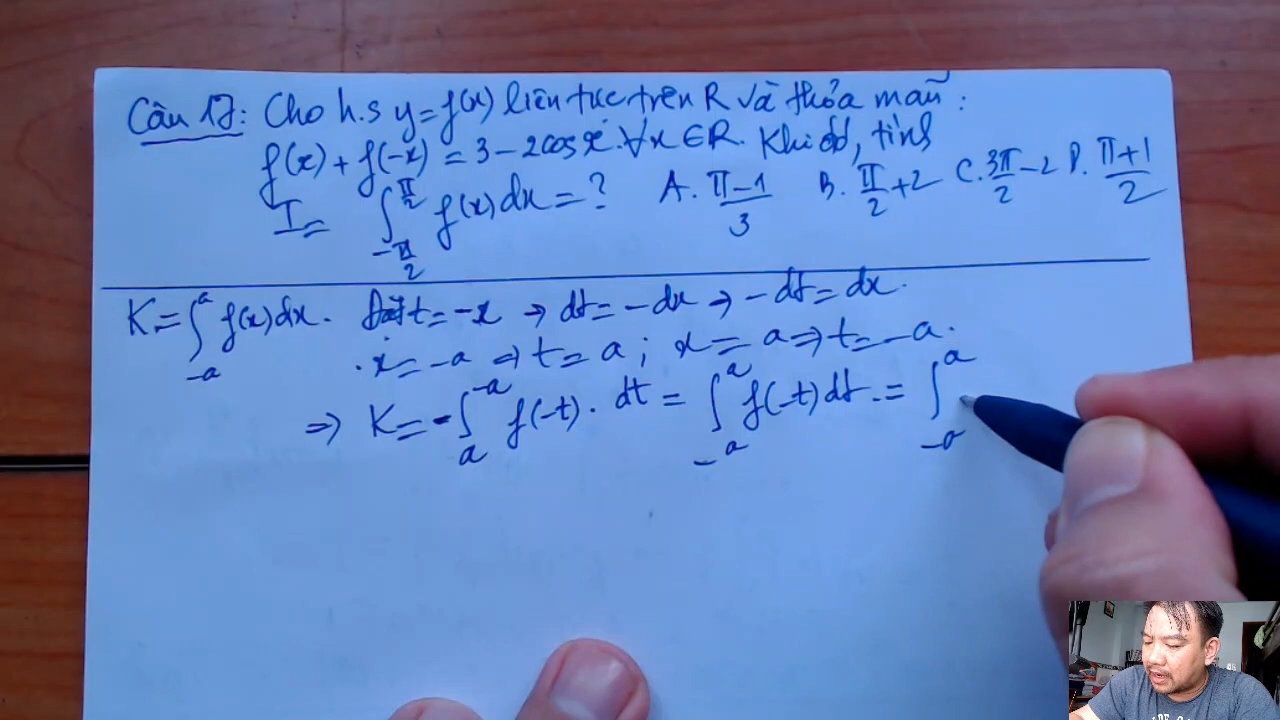 Câu 17: Cho h.s y=f(x) liên tục trên R và thỏa mãn:
f(x)+f(-x)=3-2cosx. ∀x∈R. Khi đó, tính
I= ∫_{-π/2}^{π/2} f(x)dx=? A. (π-1)/3 B. π/2+2 C. 3π/2-2 D. (π+1)/2
K=∫_{-a}^{a} f(x)dx. Đặt t=-x ⇒ dt=-dx ⇒ -dt=dx.
. x=-a ⇒ t=a; x=a ⇒ t=-a.
⇒ K=-∫_{a}^{-a} f(-t). dt = ∫_{-a}^{a} f(-t)dt. = ∫_{-a}^{a}